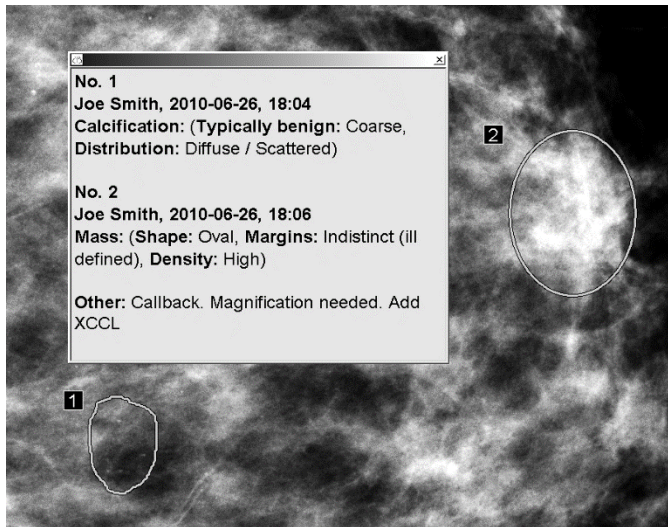 No. 1
Joe Smith, 2010-06-26, 18:04
Calcification: (Typically benign: Coarse,
Distribution: Diffuse / Scattered)
No. 2
Joe Smith, 2010-06-26, 18:06
Mass: (Shape: Oval, Margins: Indistinct (ill
defined), Density: High)
Other: Callback. Magnification needed. Add
XCCL
2
1